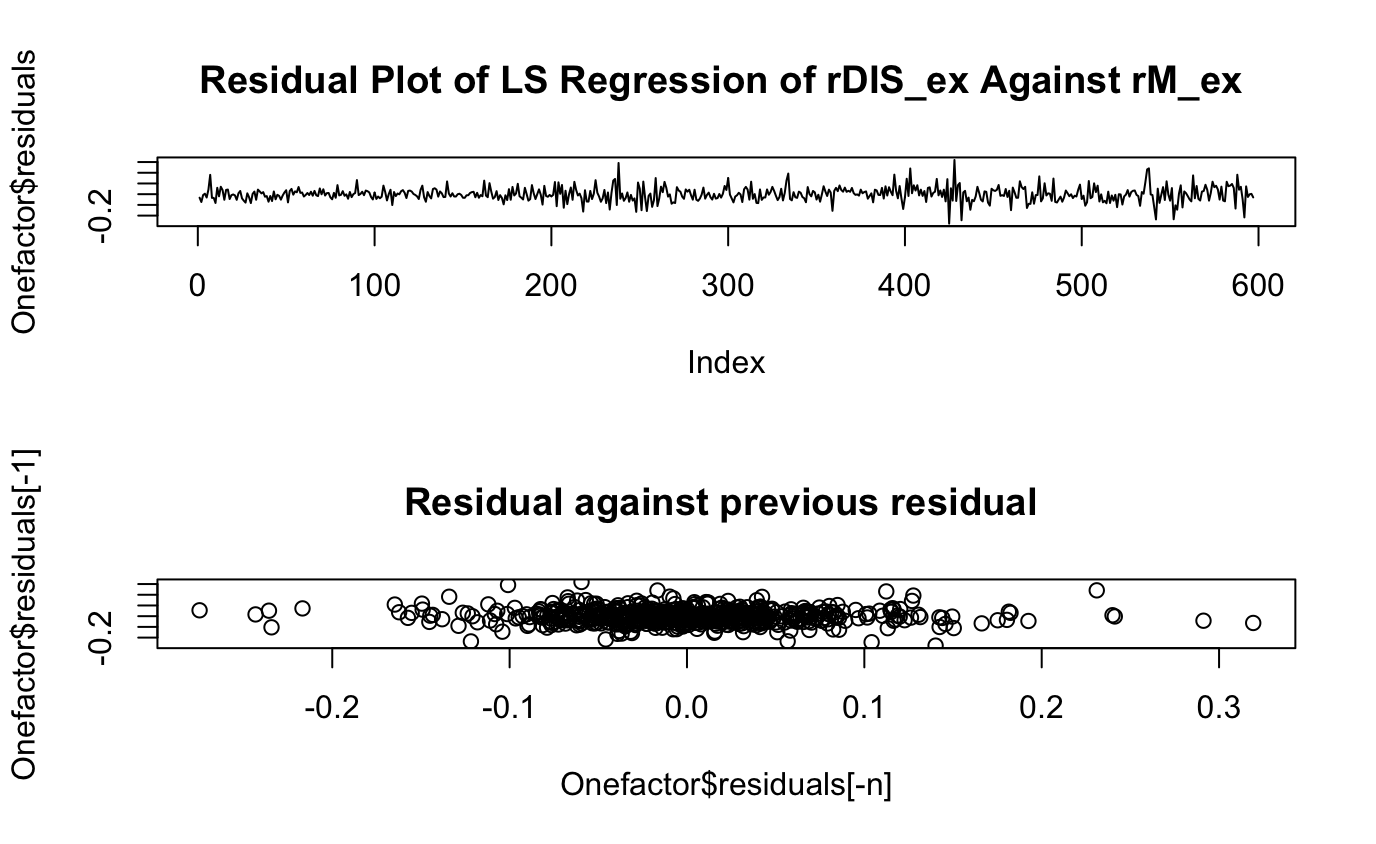 Residual Plot of LS Regression of rDIS_ex Against rM_ex
Onefactor$residuals
-0.2
0 100 200 300 400 500 600
Index
Residual against previous residual
Onefactor$residuals[-1]
-0.2
-0.2 -0.1 0.0 0.1 0.2 0.3
Onefactor$residuals[-n]